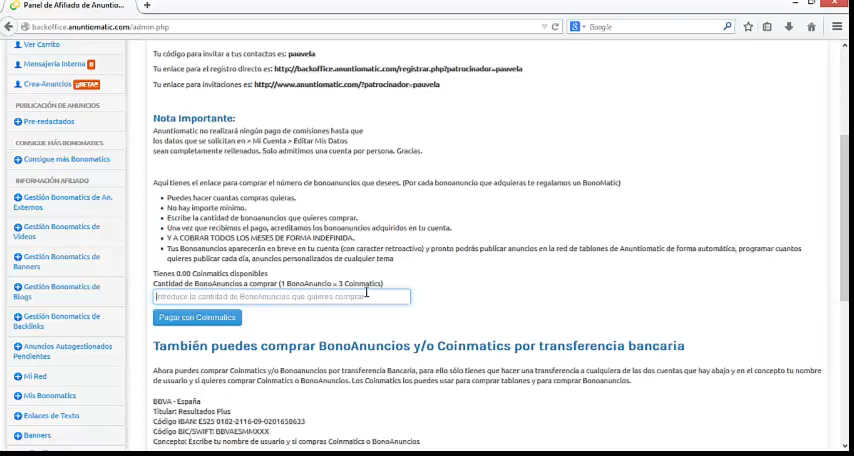 Panel de Afiliado de Anuntio...
backoffice.anuntiomatic.com/admin.php
Google
Ver Carrito
Mensajería Interna 0
Crea-Anuncios ¡BETA!
PUBLICACIÓN DE ANUNCIOS
Pre-redactados
CONSIGUE MÁS BONOMATICS
Consigue más Bonomatics
INFORMACIÓN AFILIADO
Gestión Bonomatics de An.
Externos
Gestión Bonomatics de
Videos
Gestión Bonomatics de
Banners
Gestión Bonomatics de
Blogs
Gestión Bonomatics de
Backlinks
Anuncios Autogestionados
Pendientes
Mi Red
Mis Bonomatics
Enlaces de Texto
Banners
Tu código para invitar a tus contactos es: pauvela
Tu enlace para el registro directo es: http://backoffice.anuntiomatic.com/registrar.php?patrocinador=pauvela
Tu enlace para invitaciones es: http://www.anuntiomatic.com/?patrocinador=pauvela
Nota Importante:
Anuntiomatic no realizará ningún pago de comisiones hasta que
los datos que se solicitan en > Mi Cuenta > Editar Mis Datos
sean completamente rellenados. Solo admitimos una cuenta por persona. Gracias.
Aqui tienes el enlace para comprar el número de bonoanuncios que desees. (Por cada bonoanuncio que adquieras te regalamos un BonoMatic)
Puedes hacer cuantas compras quieras.
No hay importe mínimo.
Escribe la cantidad de bonoanuncios que quieres comprar.
Una vez que recibimos el pago, acreditamos los bonoanuncios adquiridos en tu cuenta.
Y A COBRAR TODOS LOS MESES DE FORMA INDEFINIDA.
Tus Bonoanuncios aparecerán en breve en tu cuenta (con caracter retroactivo) y pronto podrás publicar anuncios en la red de tablones de Anuntiomatic de forma automática, programar cuantos
quieres publicar cada día, anuncios personalizados de cualquier tema
Tienes 0.00 Coinmatics disponibles
Cantidad de BonoAnuncios a comprar (1 BonoAnuncio = 3 Coinmatics)
Introduce la cantidad de BonoAnuncios que quieres comprar
Pagar con Coinmatics
También puedes comprar BonoAnuncios y/o Coinmatics por transferencia bancaria
Ahora puedes comprar Coinmatics y/o Bonoanuncios por transferencia Bancaria, para ello sólo tienes que hacer una transferencia a cualquiera de las dos cuentas que hay abajo y en el concepto tu nombre
de usuario y si quieres comprar Coinmatics o BonoAnuncios. Los Coinmatics los puedes usar para comprar tablones y para comprar Bonoanuncios.
BBVA - España
Titular: Resultados Plus
Código IBAN: ES25 0182-2116-09-0201658633
Código BIC/SWIFT: BBVAESMMXXX
Concepto: Escribe tu nombre de usuario y si compras Coinmatics o BonoAnuncios